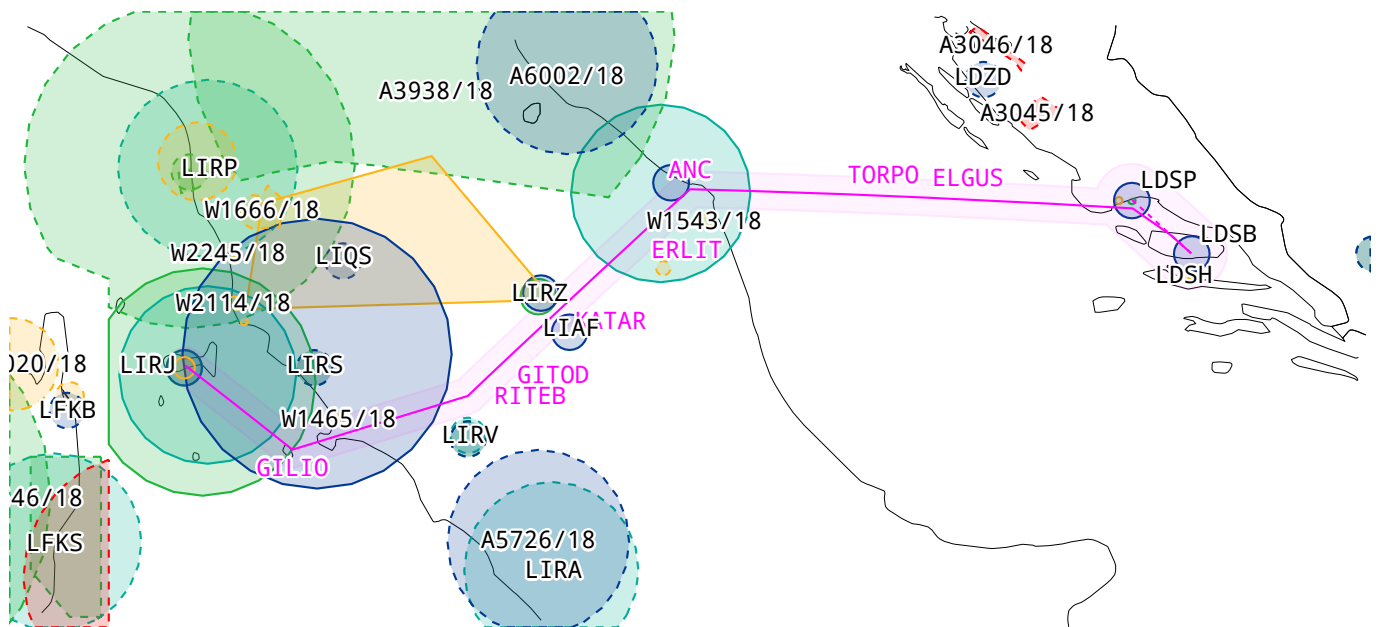 A3046/18
A6002/18
LDZD
A3938/18
A3045/18
LIRP
ANC
TORPO
ELGUS
LDSP
W1666/18
W1543/18
LDSB
W2245/18
LIQS
ERLIT
LDSH
LIRZ
W2114/18
KATAR
LIAF
020/18
LIRJ
LIRS
GITOD
RITEB
LFKB
W1465/18
LIRV
GILIO
46/18
LFKS
A5726/18
LIRA